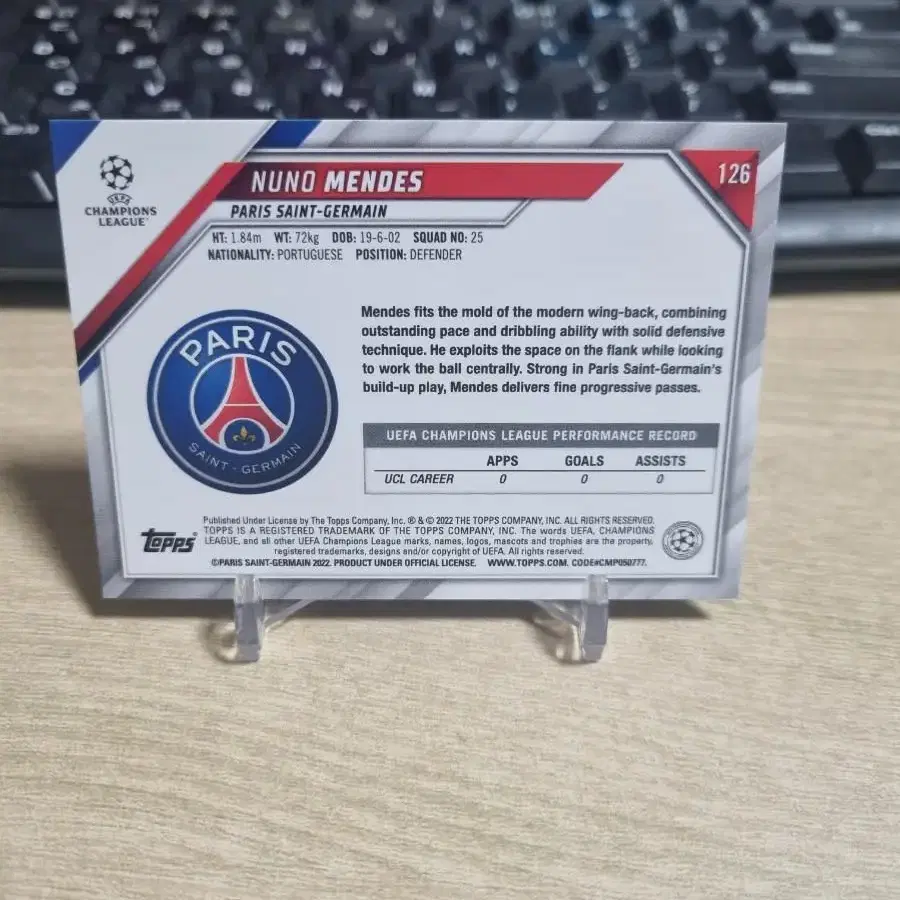 UEFA
CHAMPIONS
LEAGUE
NUNO MENDES
126
PARIS SAINT-GERMAIN
HT: 1.84m WT: 72kg DOB: 19-6-02 SQUAD NO: 25
NATIONALITY: PORTUGUESE POSITION: DEFENDER
PARIS
SAINT-GERMAIN
Mendes fits the mold of the modern wing-back, combining
outstanding pace and dribbling ability with solid defensive
technique. He exploits the space on the flank while looking
to work the ball centrally. Strong in Paris Saint-Germain's
build-up play, Mendes delivers fine progressive passes.
UEFA CHAMPIONS LEAGUE PERFORMANCE RECORD
APPS GOALS ASSISTS
UCL CAREER 0 0 0
topps®
Published Under License by The Topps Company, Inc. ® & © 2022 THE TOPPS COMPANY, INC. ALL RIGHTS RESERVED.
TOPPS IS A REGISTERED TRADEMARK OF THE TOPPS COMPANY, INC. The words UEFA, CHAMPIONS
LEAGUE, and all other UEFA Champions League marks, names, logos, mascots and trophies are the property,
registered trademarks, designs and/or copyright of UEFA. All rights reserved.
©PARIS SAINT-GERMAIN 2022. PRODUCT UNDER OFFICIAL LICENSE. WWW.TOPPS.COM. CODE#CMP050777.